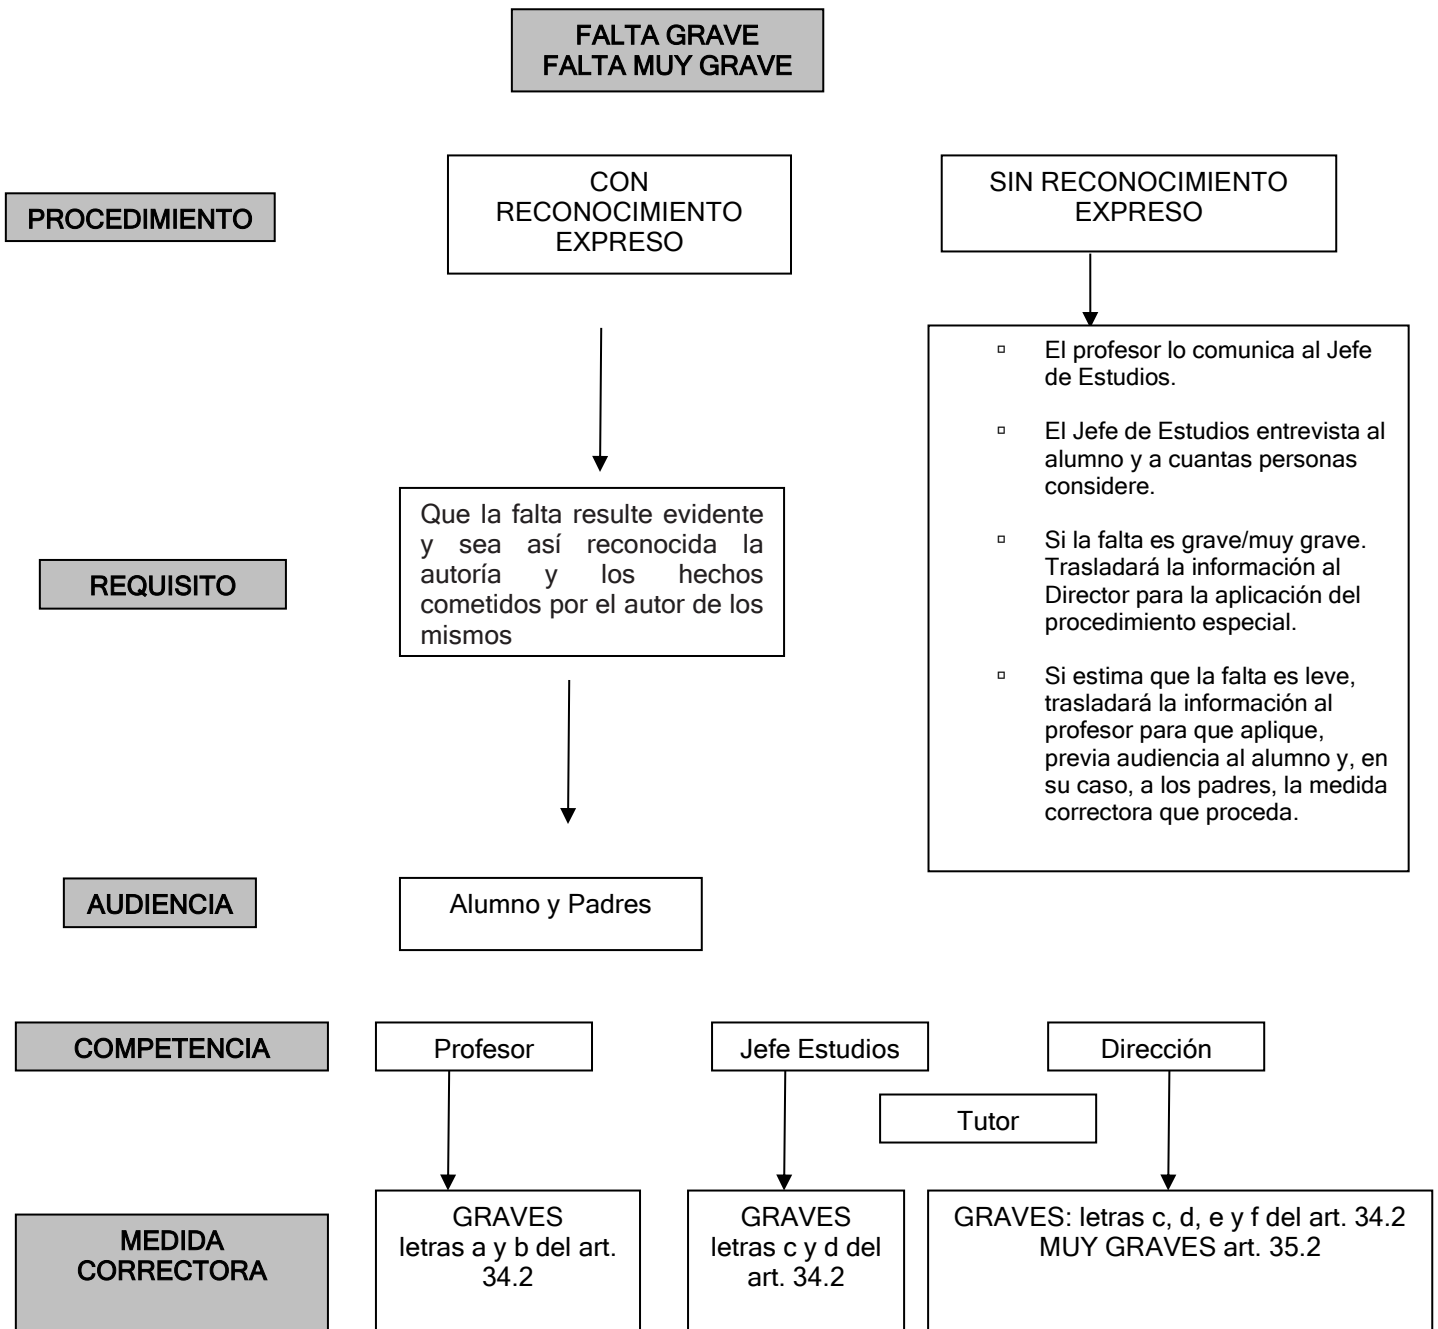 FALTA GRAVE
FALTA MUY GRAVE
PROCEDIMIENTO
CON
RECONOCIMIENTO
EXPRESO
SIN RECONOCIMIENTO
EXPRESO
▫ El profesor lo comunica al Jefe
de Estudios.
▫ El Jefe de Estudios entrevista al
alumno y a cuantas personas
considere.
▫ Si la falta es grave/muy grave.
Trasladará la información al
Director para la aplicación del
procedimiento especial.
▫ Si estima que la falta es leve,
trasladará la información al
profesor para que aplique,
previa audiencia al alumno y, en
su caso, a los padres, la medida
correctora que proceda.
REQUISITO
Que la falta resulte evidente
y sea así reconocida la
autoría y los hechos
cometidos por el autor de los
mismos
AUDIENCIA
Alumno y Padres
COMPETENCIA
Profesor
Jefe Estudios
Dirección
Tutor
MEDIDA
CORRECTORA
GRAVES
letras a y b del art.
34.2
GRAVES
letras c y d del
art. 34.2
GRAVES: letras c, d, e y f del art. 34.2
MUY GRAVES art. 35.2